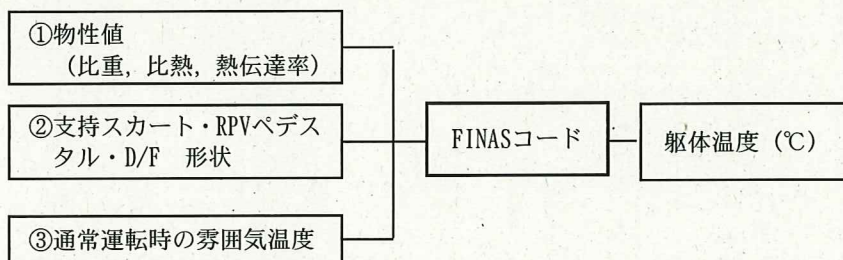 ①物性値
(比重, 比熱, 熱伝達率)
②支持スカート・RPVペデス
タル・D/F 形状
③通常運転時の雰囲気温度
FINASコード
躯体温度 (℃)